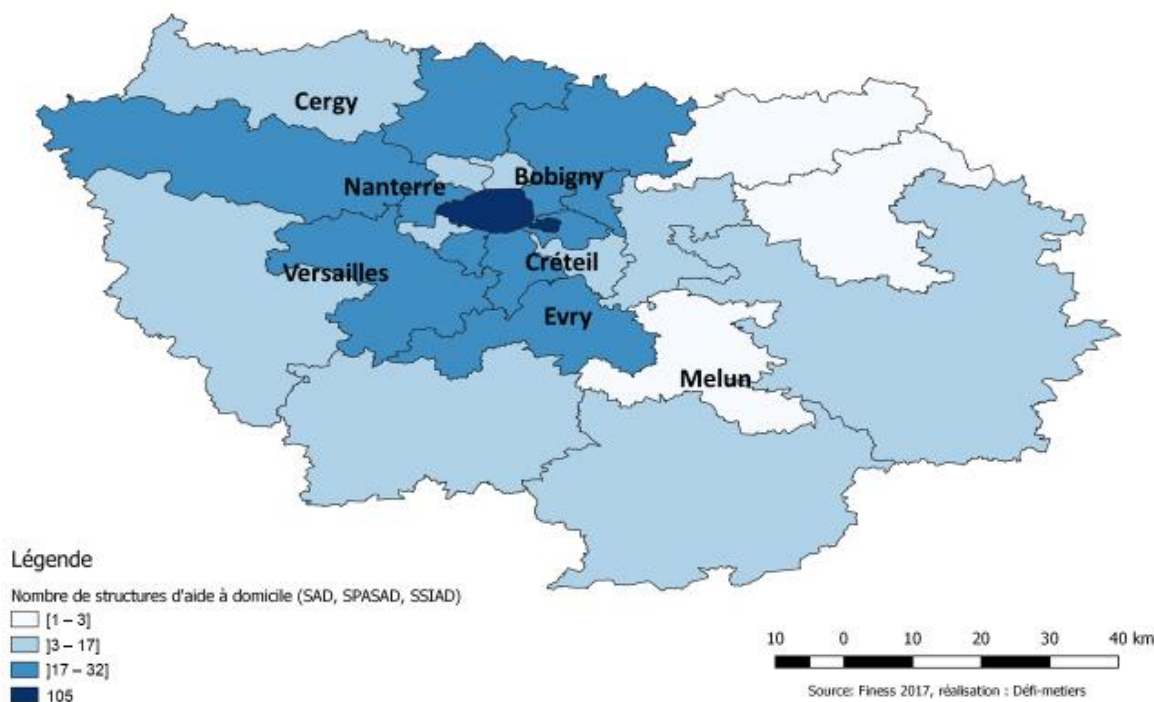 Cergy
Nanterre
Bobigny
Versailles
Créteil
Evry
Melun
Légende
Nombre de structures d'aide à domicile (SAD, SPASAD, SSIAD)
[1 – 3]
]3 – 17]
]17 – 32]
105
10 0 10 20 30 40 km
Source: Finess 2017, réalisation : Défi-metiers